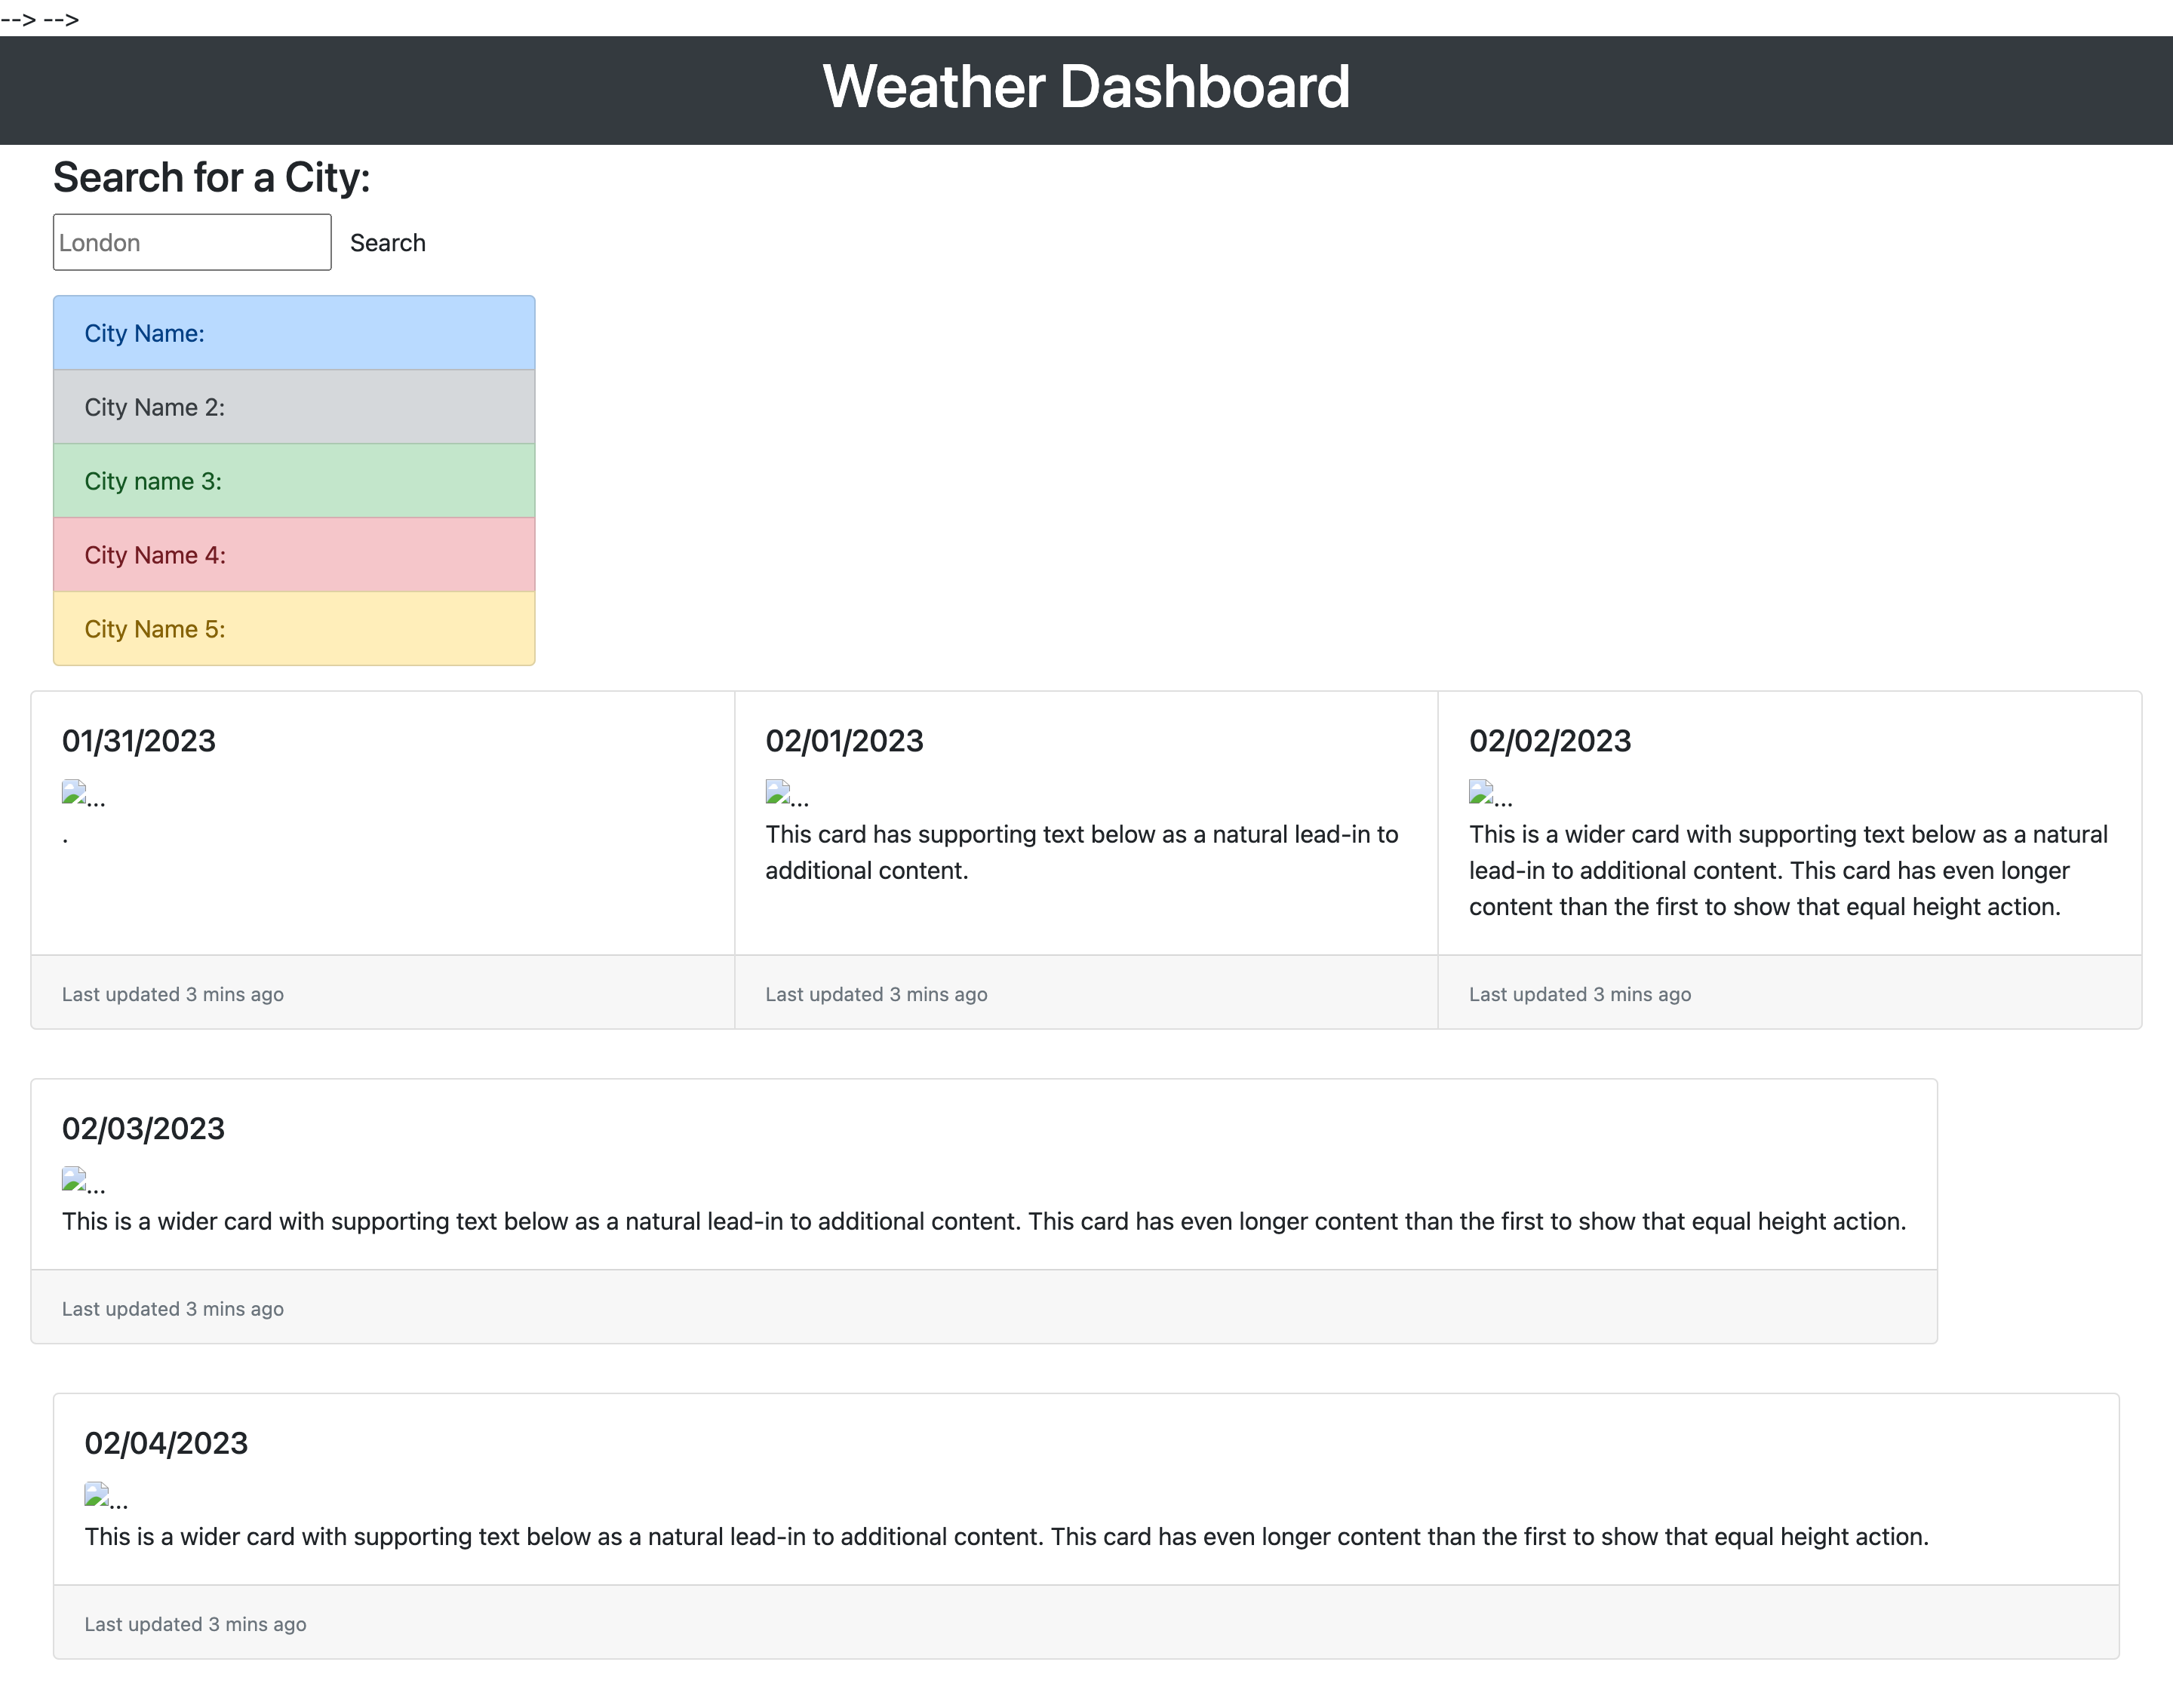 --> -->
Weather Dashboard
Search for a City:
London
Search
City Name:
City Name 2:
City name 3:
City Name 4:
City Name 5:
01/31/2023
...
.
Last updated 3 mins ago
02/01/2023
...
This card has supporting text below as a natural lead-in to
additional content.
Last updated 3 mins ago
02/02/2023
...
This is a wider card with supporting text below as a natural
lead-in to additional content. This card has even longer
content than the first to show that equal height action.
Last updated 3 mins ago
02/03/2023
...
This is a wider card with supporting text below as a natural lead-in to additional content. This card has even longer content than the first to show that equal height action.
Last updated 3 mins ago
02/04/2023
...
This is a wider card with supporting text below as a natural lead-in to additional content. This card has even longer content than the first to show that equal height action.
Last updated 3 mins ago